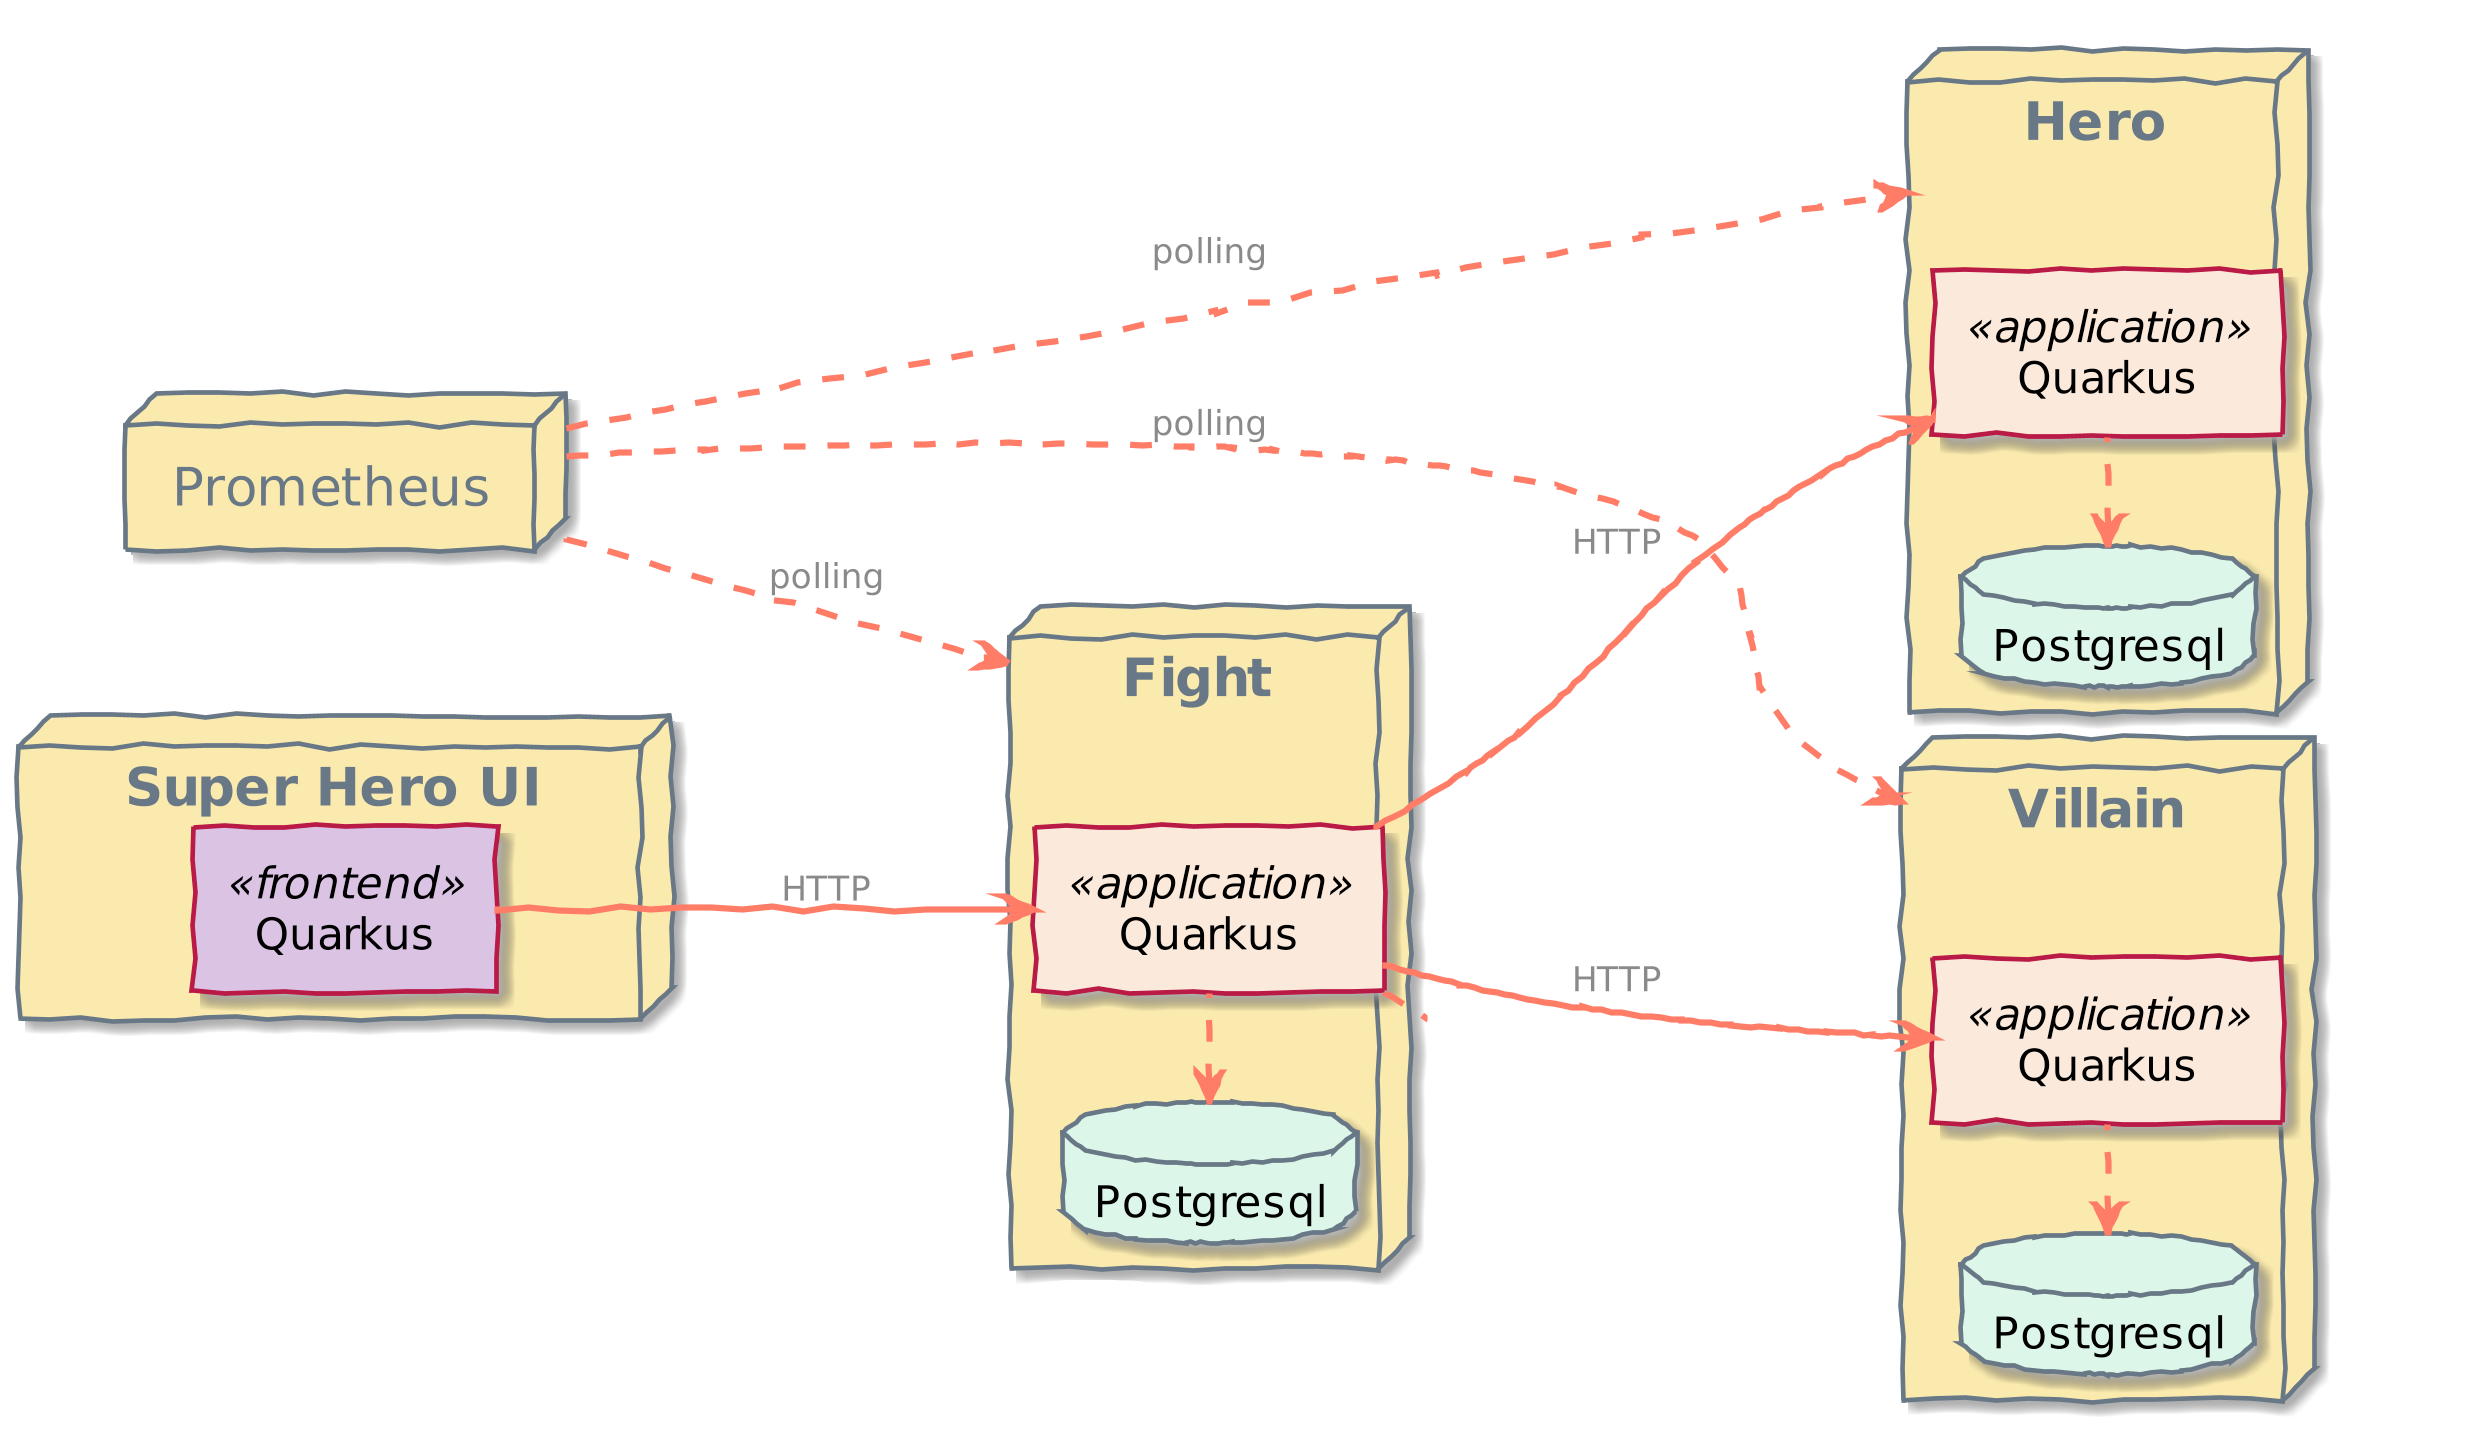 Hero
polling
«application»
Quarkus
polling
Prometheus
HTTP
polling
Postgresql
Fight
Super Hero UI
Villain
«frontend»
Quarkus
HTTP
«application»
Quarkus
HTTP
«application»
Quarkus
Postgresql
Postgresql